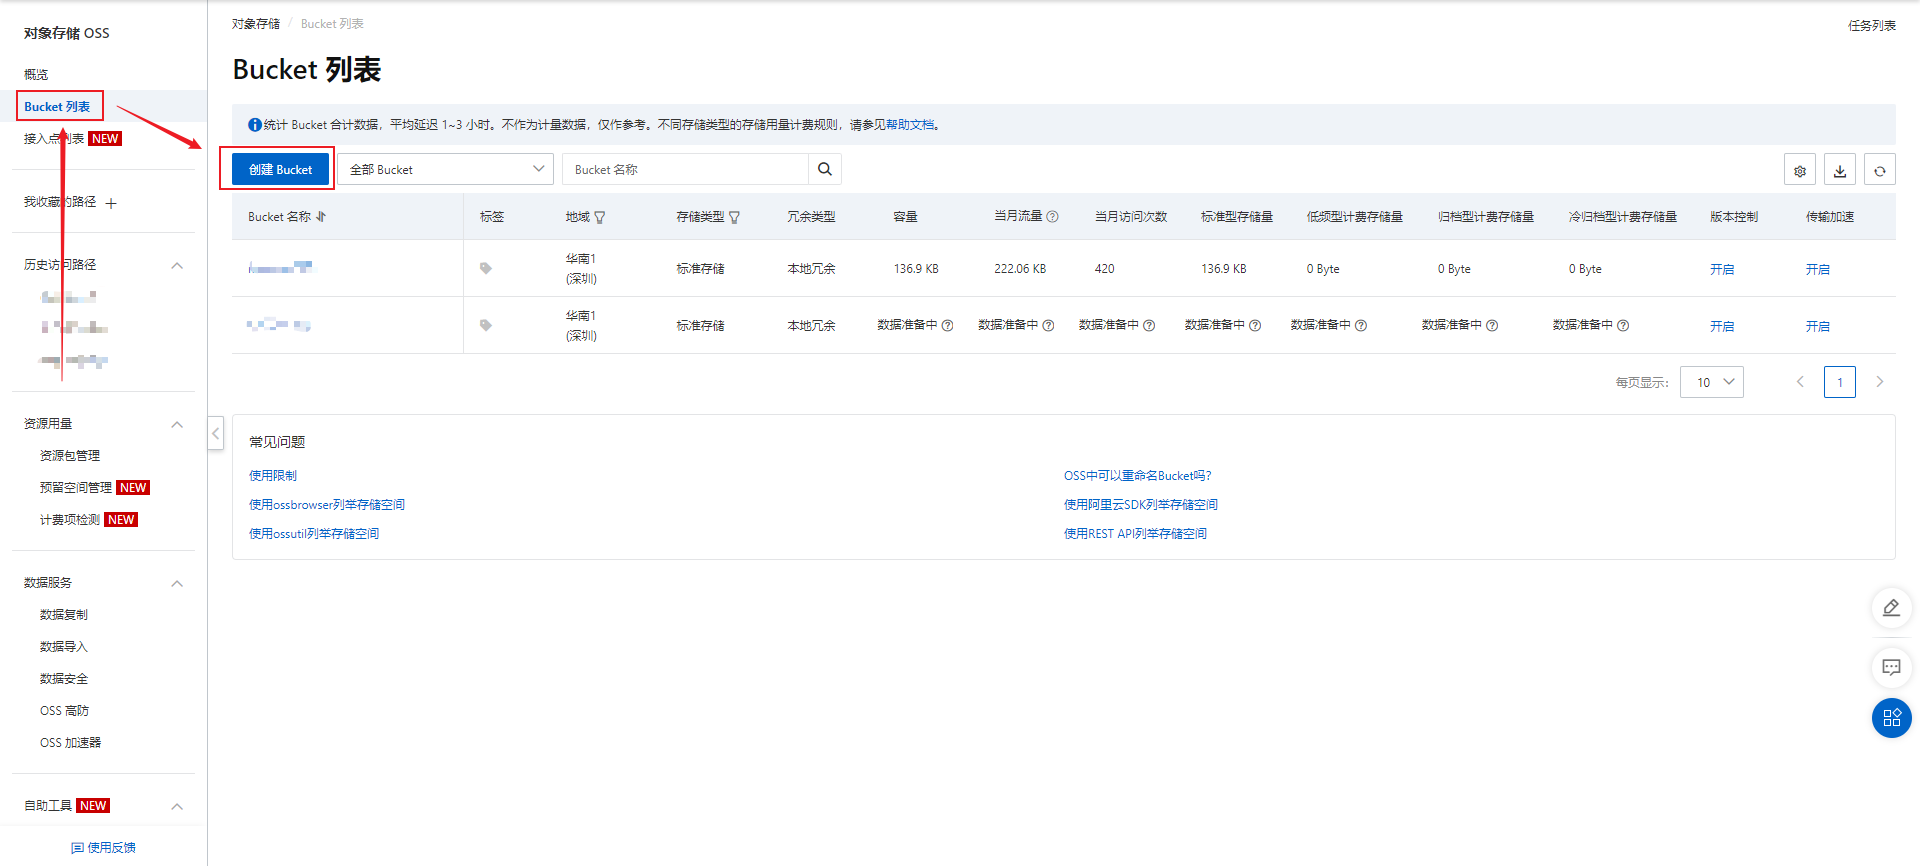 对象存储 OSS
概览
Bucket 列表
接入点列表 NEW
我收藏的路径
历史访问路径
资源用量
资源包管理
预留空间管理 NEW
计费项检测 NEW
数据服务
数据复制
数据导入
数据安全
OSS 高防
OSS 加速器
自助工具 NEW
使用反馈
对象存储 / Bucket 列表
任务列表
Bucket 列表
统计 Bucket 合计数据，平均延迟 1~3 小时。不作为计量数据，仅作参考。不同存储类型的存储用量计费规则，请参见帮助文档。
创建 Bucket 全部 Bucket Bucket 名称
Bucket 名称 标签 地域 存储类型 冗余类型 容量 当月流量 当月访问次数 标准型存储量 低频型计费存储量 归档型计费存储量 冷归档型计费存储量 版本控制 传输加速
华南1
(深圳) 标准存储 本地冗余 136.9 KB 222.06 KB 420 136.9 KB 0 Byte 0 Byte 0 Byte 开启 开启
华南1
(深圳) 标准存储 本地冗余 数据准备中 数据准备中 数据准备中 数据准备中 数据准备中 数据准备中 数据准备中 开启 开启
每页显示: 10 1
常见问题
使用限制 OSS中可以重命名Bucket吗?
使用ossbrowser列举存储空间 使用阿里云SDK列举存储空间
使用ossutil列举存储空间 使用REST API列举存储空间